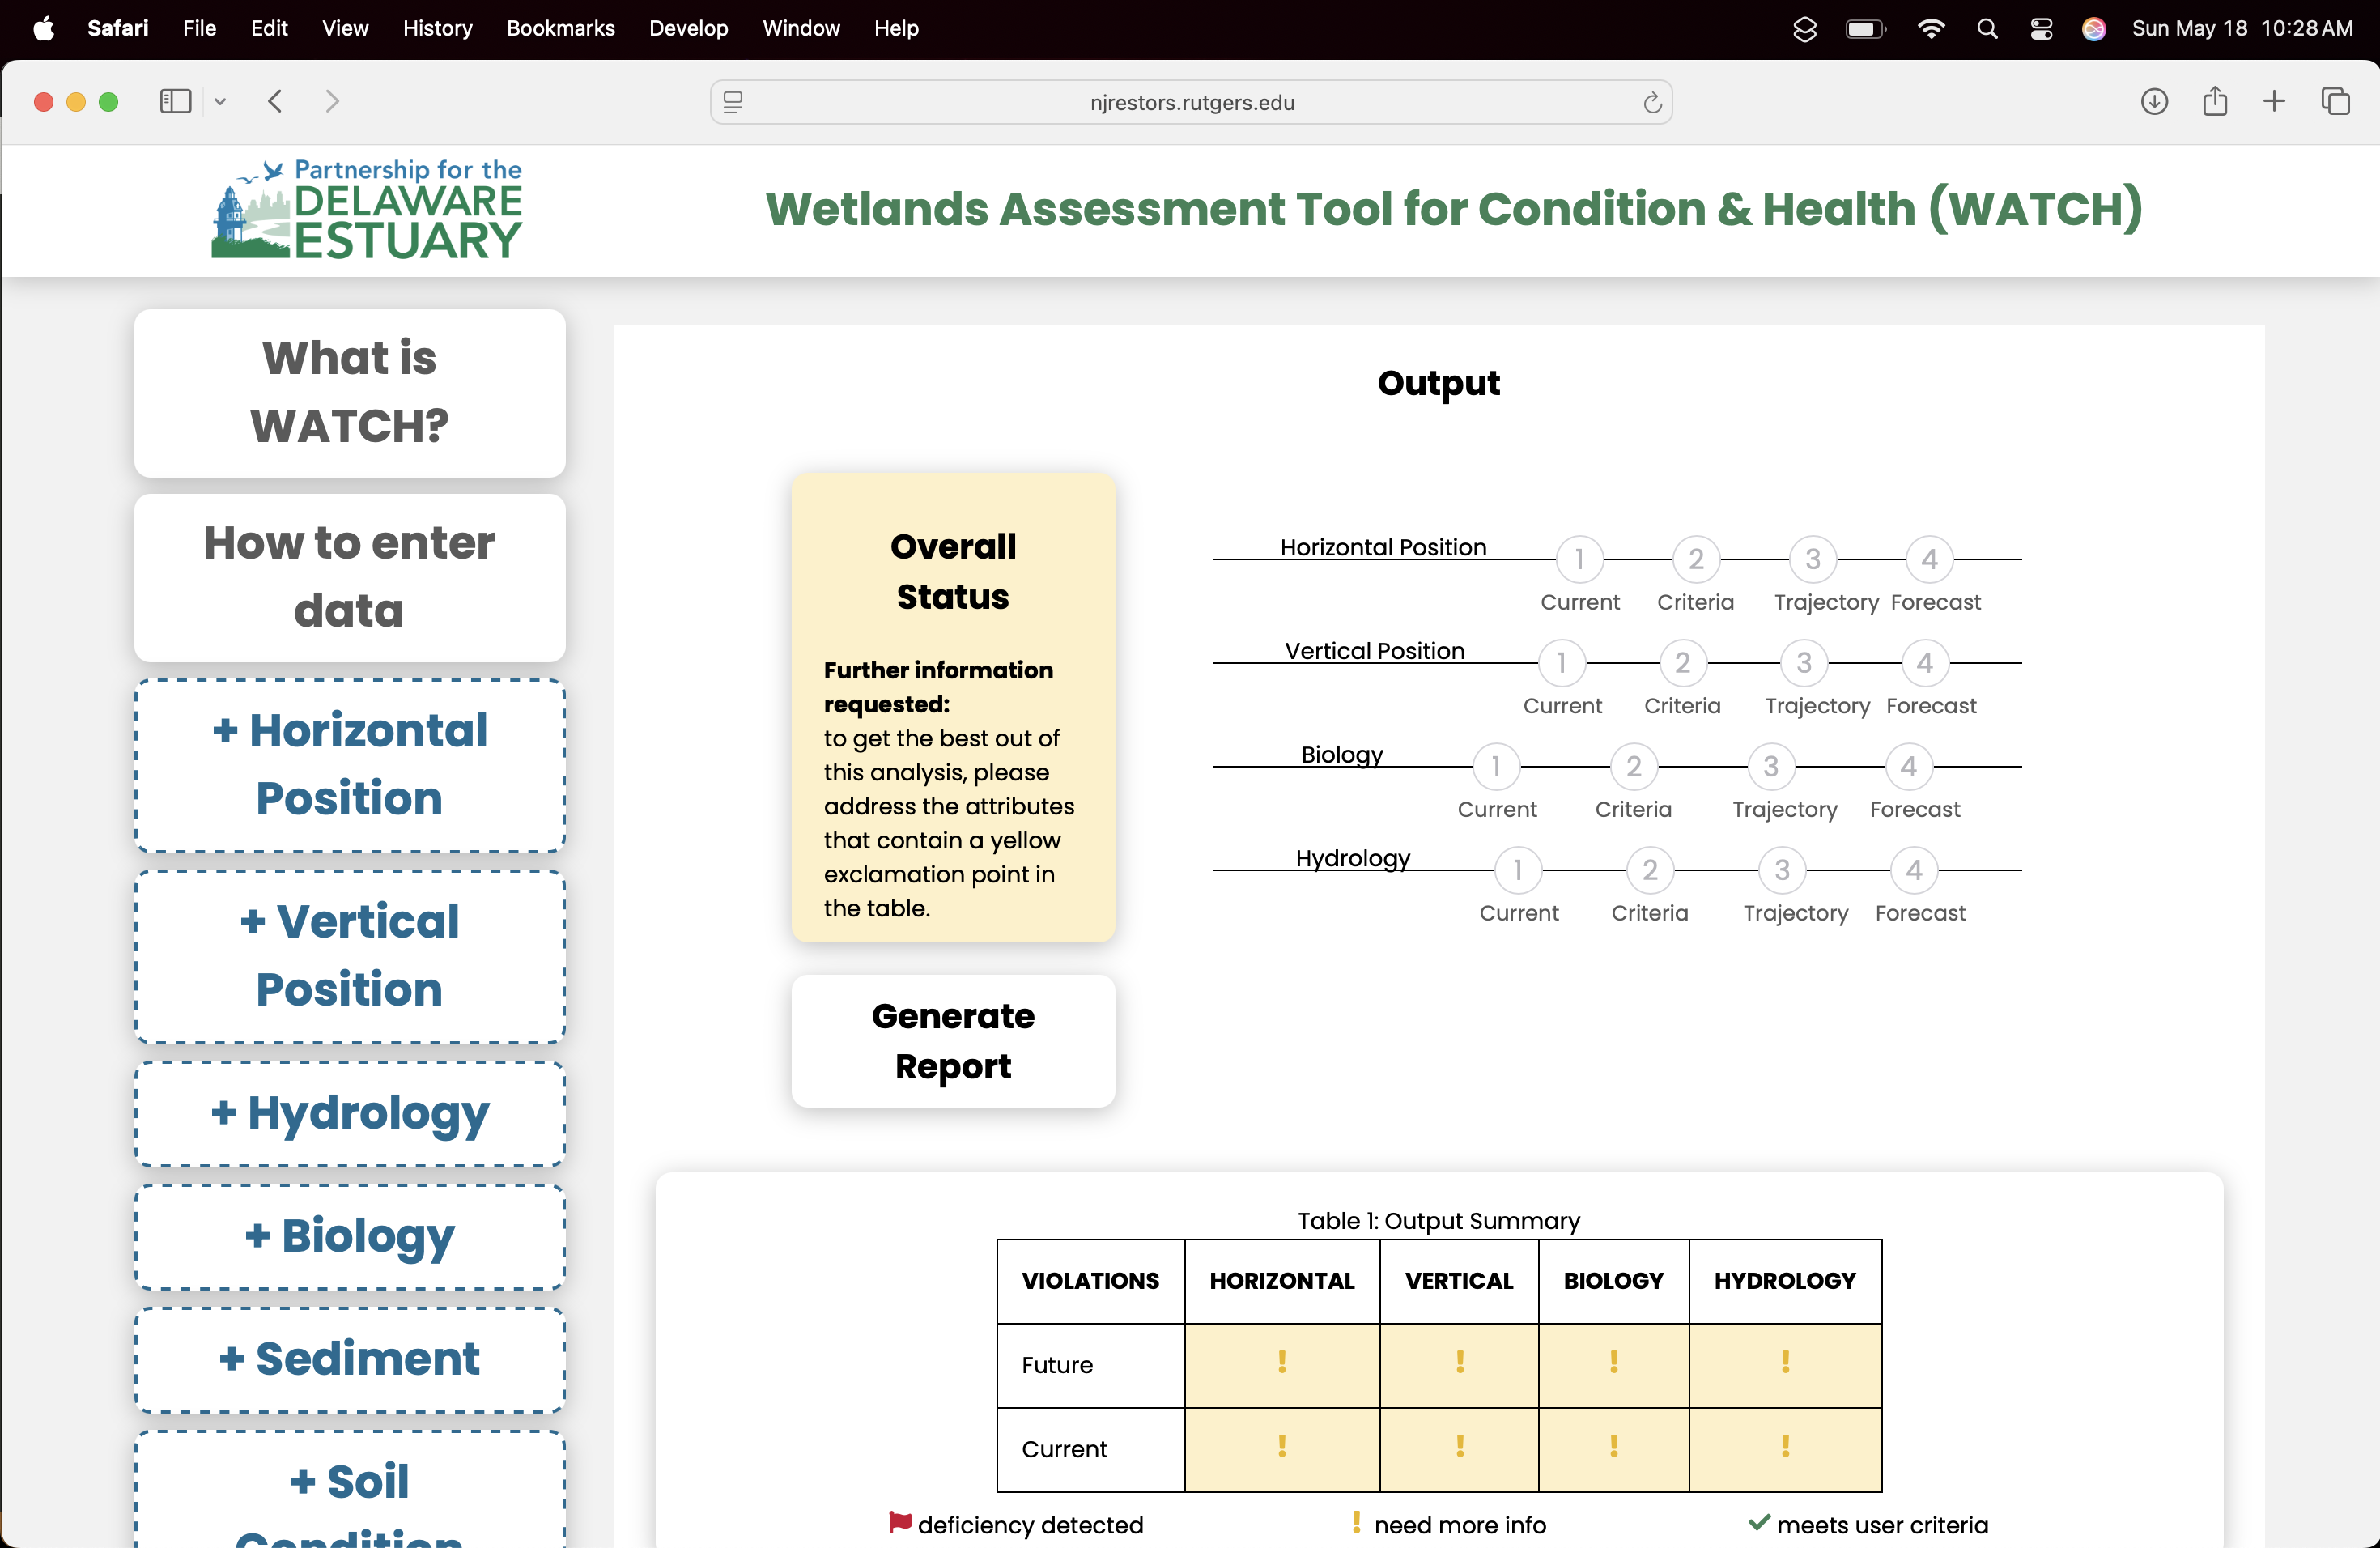 Safari File Edit View History Bookmarks Develop Window Help Sun May 18 10:28 AM
njrestors.rutgers.edu
Partnership for the
DELAWARE
ESTUARY
Wetlands Assessment Tool for Condition & Health (WATCH)
What is
WATCH?
How to enter
data
+ Horizontal
Position
+ Vertical
Position
+ Hydrology
+ Biology
+ Sediment
+ Soil
Condition
Output
Overall
Status
Further information
requested:
to get the best out of
this analysis, please
address the attributes
that contain a yellow
exclamation point in
the table.
Generate
Report
Horizontal Position 1 2 3 4
Current Criteria Trajectory Forecast
Vertical Position 1 2 3 4
Current Criteria Trajectory Forecast
Biology 1 2 3 4
Current Criteria Trajectory Forecast
Hydrology 1 2 3 4
Current Criteria Trajectory Forecast
Table 1: Output Summary
VIOLATIONS HORIZONTAL VERTICAL BIOLOGY HYDROLOGY
Future ! ! ! !
Current ! ! ! !
deficiency detected ! need more info meets user criteria